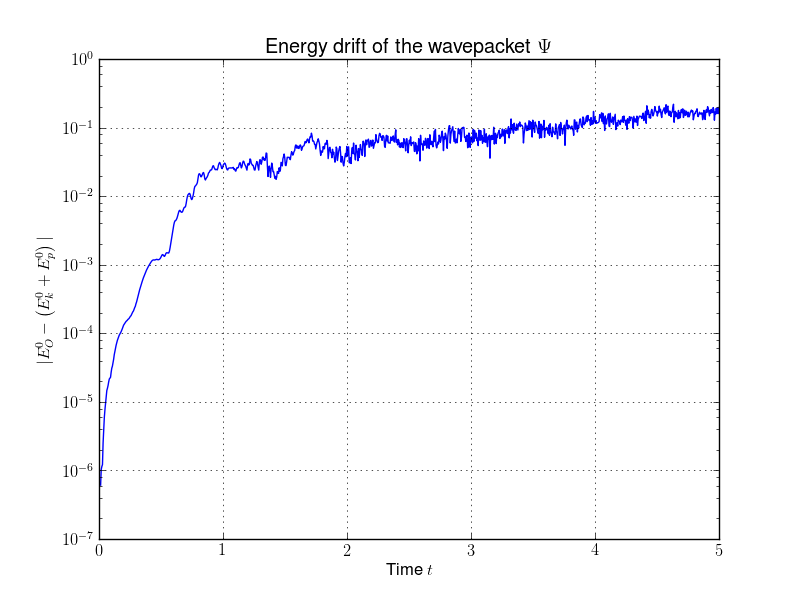 Energy drift of the wavepacket Ψ
|E_O^0 − (E_k^0 + E_p^0)|
10^0
10^−1
10^−2
10^−3
10^−4
10^−5
10^−6
10^−7
0 1 2 3 4 5
Time t